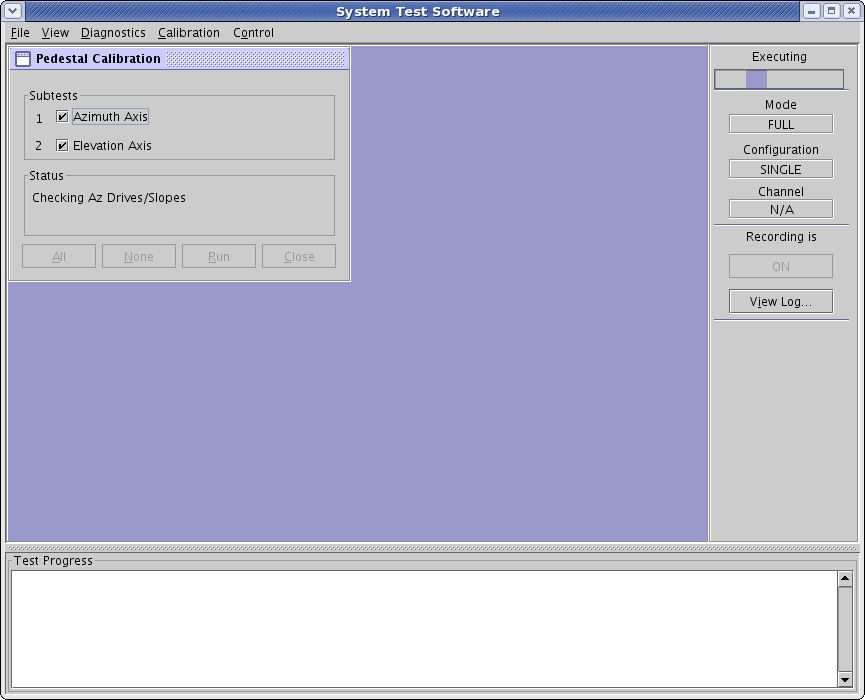 System Test Software
File View Diagnostics Calibration Control
Pedestal Calibration
Subtests
1 Azimuth Axis
2 Elevation Axis
Status
Checking Az Drives/Slopes
All None Run Close
Executing
Mode
FULL
Configuration
SINGLE
Channel
N/A
Recording is
ON
View Log...
Test Progress